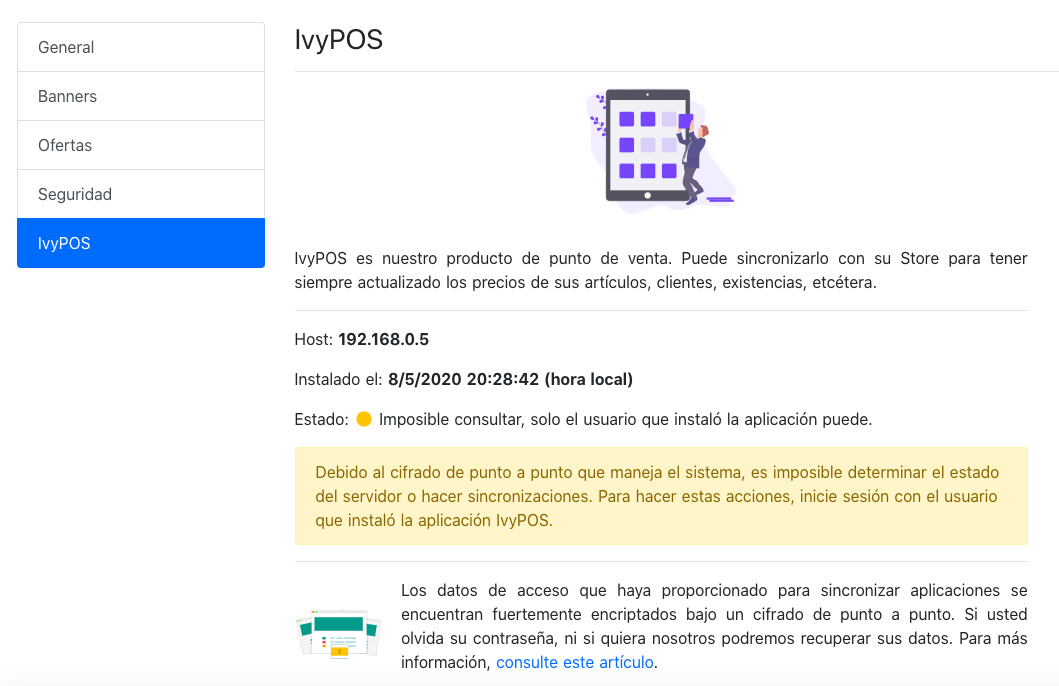 General
Banners
Ofertas
Seguridad
IvyPOS
IvyPOS
IvyPOS es nuestro producto de punto de venta. Puede sincronizarlo con su Store para tener
siempre actualizado los precios de sus artículos, clientes, existencias, etcétera.
Host: 192.168.0.5
Instalado el: 8/5/2020 20:28:42 (hora local)
Estado: Imposible consultar, solo el usuario que instaló la aplicación puede.
Debido al cifrado de punto a punto que maneja el sistema, es imposible determinar el estado
del servidor o hacer sincronizaciones. Para hacer estas acciones, inicie sesión con el usuario
que instaló la aplicación IvyPOS.
Los datos de acceso que haya proporcionado para sincronizar aplicaciones se
encuentran fuertemente encriptados bajo un cifrado de punto a punto. Si usted
olvida su contraseña, ni si quiera nosotros podremos recuperar sus datos. Para más
información, consulte este artículo.